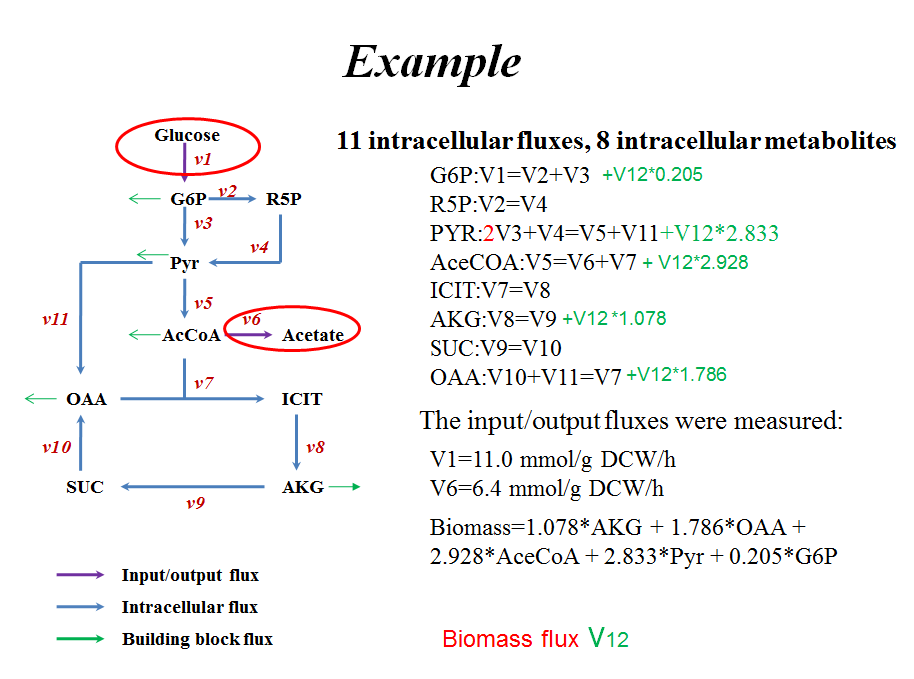 Example
Glucose
v1
G6P
v2
R5P
v3
v4
Pyr
v5
v11
v6
AcCoA
Acetate
v7
OAA
ICIT
v10
v8
SUC
AKG
v9
Input/output flux
Intracellular flux
Building block flux
11 intracellular fluxes, 8 intracellular metabolites
G6P:V1=V2+V3 +V12*0.205
R5P:V2=V4
PYR:2V3+V4=V5+V11+V12*2.833
AceCOA:V5=V6+V7 + V12*2.928
ICIT:V7=V8
AKG:V8=V9 +V12 *1.078
SUC:V9=V10
OAA:V10+V11=V7 +V12*1.786
The input/output fluxes were measured:
V1=11.0 mmol/g DCW/h
V6=6.4 mmol/g DCW/h
Biomass=1.078*AKG + 1.786*OAA +
2.928*AceCoA + 2.833*Pyr + 0.205*G6P
Biomass flux V12